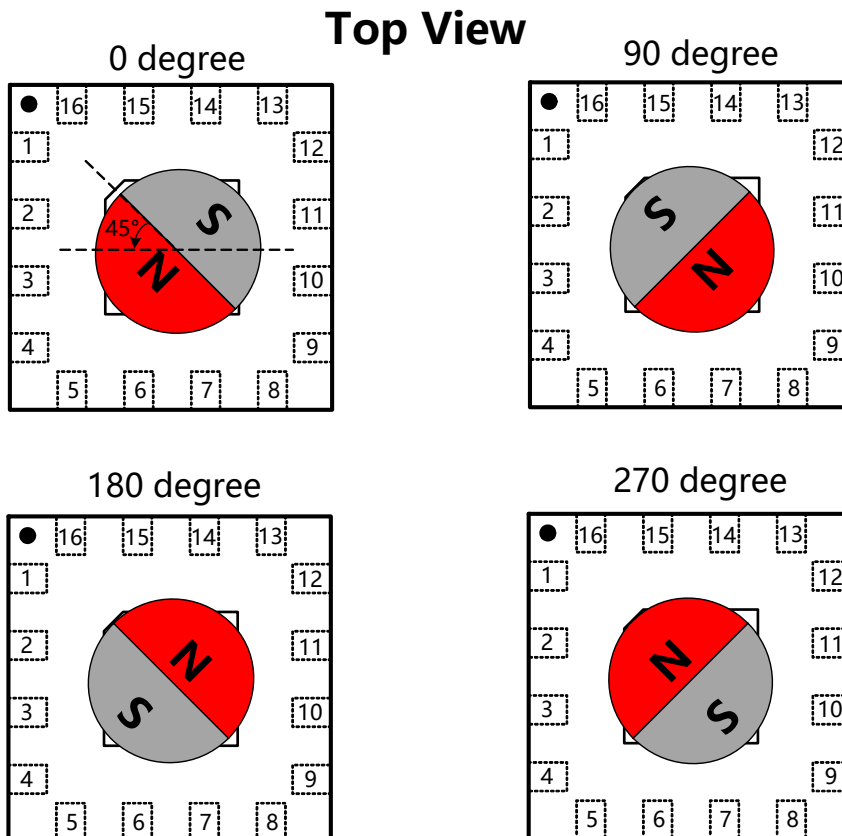 Top View
0 degree
90 degree
16 15 14 13
1 12
2 11
3 10
4 9
5 6 7 8
45°
S
N
16 15 14 13
1 12
2 11
3 10
4 9
5 6 7 8
S
N
180 degree
270 degree
16 15 14 13
1 12
2 11
3 10
4 9
5 6 7 8
N
S
16 15 14 13
1 12
2 11
3 10
4 9
5 6 7 8
N
S